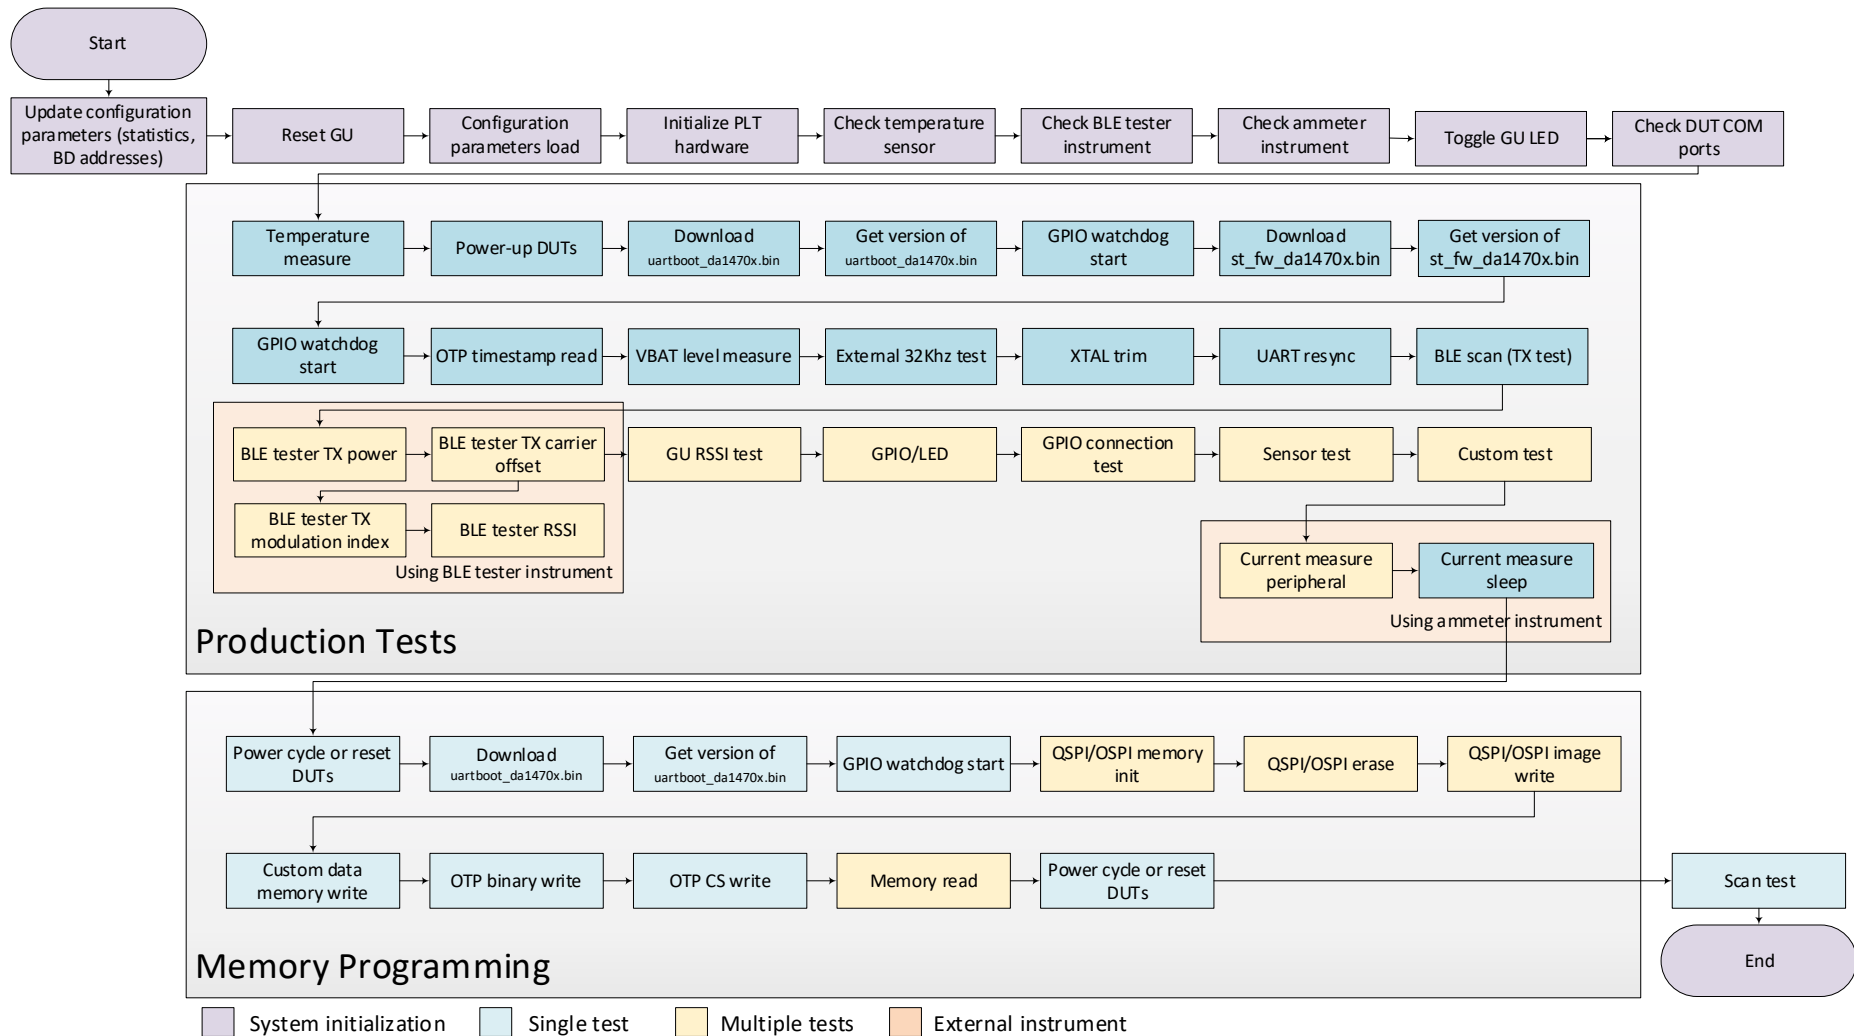 Start
Update configuration
parameters (statistics,
BD addresses)
Reset GU
Configuration
parameters load
Initialize PLT
hardware
Check temperature
sensor
Check BLE tester
instrument
Check ammeter
instrument
Toggle GU LED
Check DUT COM
ports
Temperature
measure
Power-up DUTs
Download
uartboot_da1470x.bin
Get version of
uartboot_da1470x.bin
GPIO watchdog
start
Download
st_fw_da1470x.bin
Get version of
st_fw_da1470x.bin
GPIO watchdog
start
OTP timestamp read
VBAT level measure
External 32Khz test
XTAL trim
UART resync
BLE scan (TX test)
BLE tester TX power
BLE tester TX carrier
offset
GU RSSI test
GPIO/LED
GPIO connection
test
Sensor test
Custom test
BLE tester TX
modulation index
BLE tester RSSI
Using BLE tester instrument
Current measure
peripheral
Current measure
sleep
Using ammeter instrument
Production Tests
Power cycle or reset
DUTs
Download
uartboot_da1470x.bin
Get version of
uartboot_da1470x.bin
GPIO watchdog start
QSPI/OSPI memory
init
QSPI/OSPI erase
QSPI/OSPI image
write
Custom data
memory write
OTP binary write
OTP CS write
Memory read
Power cycle or reset
DUTs
Scan test
End
Memory Programming
System initialization
Single test
Multiple tests
External instrument